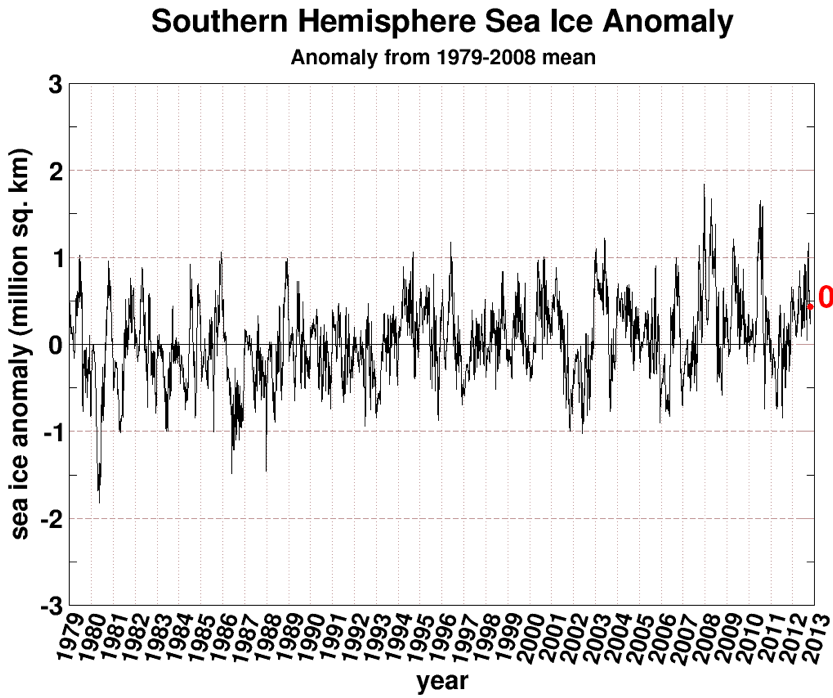 Southern Hemisphere Sea Ice Anomaly
Anomaly from 1979-2008 mean
sea ice anomaly (million sq. km)
3
2
1
0
-1
-2
-3
0
1979 1980 1981 1982 1983 1984 1985 1986 1987 1988 1989 1990 1991 1992 1993 1994 1995 1996 1997 1998 1999 2000 2001 2002 2003 2004 2005 2006 2007 2008 2009 2010 2011 2012 2013
year